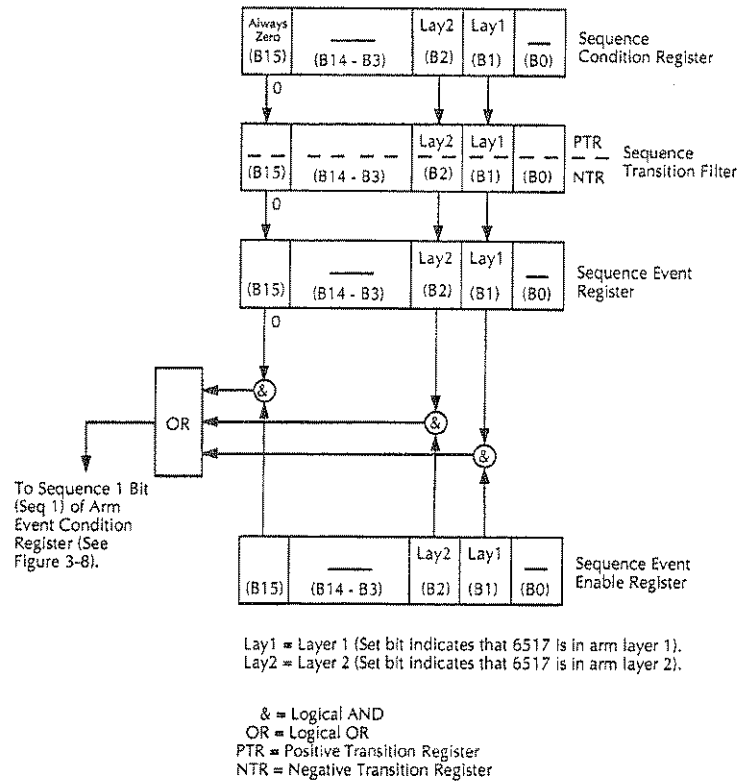 Always
Zero
(B15)
(B14 - B3)
Lay2
(B2)
Lay1
(B1)
(B0)
Sequence
Condition Register
0
(B15)
(B14 - B3)
Lay2
(B2)
Lay1
(B1)
(B0)
PTR
NTR
Sequence
Transition Filter
0
(B15)
(B14 - B3)
Lay2
(B2)
Lay1
(B1)
(B0)
Sequence Event
Register
0
&
&
&
OR
To Sequence 1 Bit
(Seq 1) of Arm
Event Condition
Register (See
Figure 3-8).
(B15)
(B14 - B3)
Lay2
(B2)
Lay1
(B1)
(B0)
Sequence Event
Enable Register
Lay1 = Layer 1 (Set bit indicates that 6517 is in arm layer 1).
Lay2 = Layer 2 (Set bit indicates that 6517 is in arm layer 2).
& = Logical AND
OR = Logical OR
PTR = Positive Transition Register
NTR = Negative Transition Register